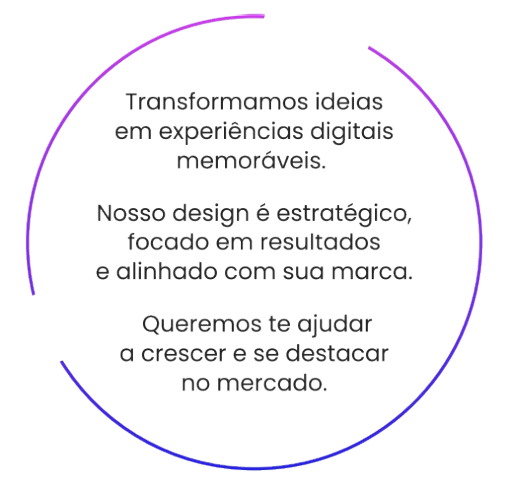 Transformamos ideias
em experiências digitais
memoráveis.
Nosso design é estratégico,
focado em resultados
e alinhado com sua marca.
Queremos te ajudar
a crescer e se destacar
no mercado.